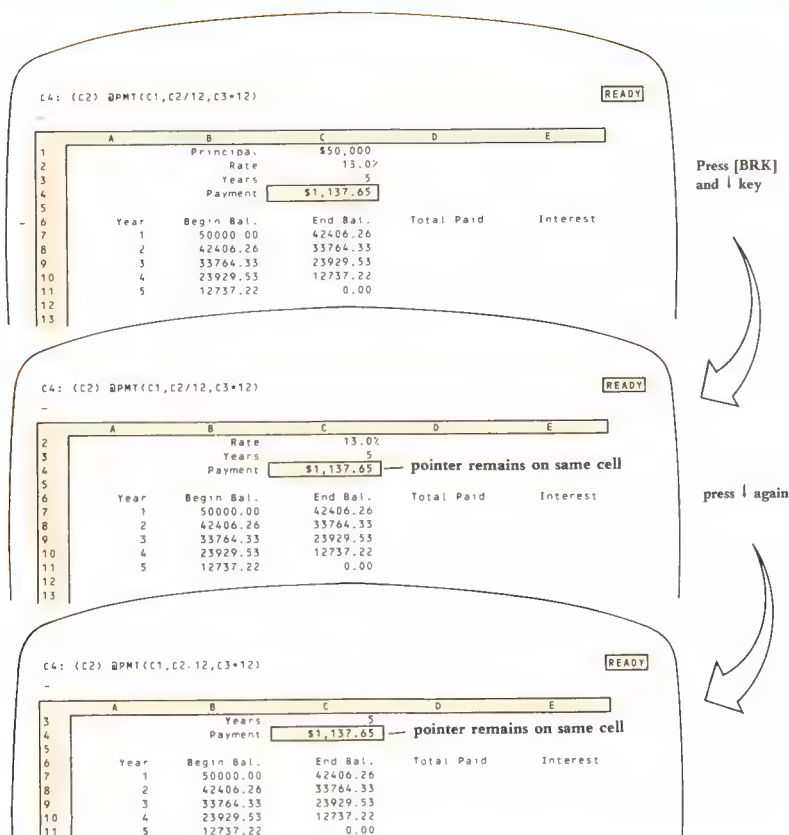 C4: (C2) @PMT(C1,C2/12,C3*12) READY
A B C D E
1 Principal $50,000
2 Rate 13.0%
3 Years 5
4 Payment $1,137.65
5
6 Year Begin Bal. End Bal. Total Paid Interest
7 1 50000.00 42406.26
8 2 42406.26 33764.33
9 3 33764.33 23929.53
10 4 23929.53 12737.22
11 5 12737.22 0.00
12
13
Press [BRK]
and ↓ key
C4: (C2) @PMT(C1,C2/12,C3*12) READY
A B C D E
2 Rate 13.0%
3 Years 5
4 Payment $1,137.65 — pointer remains on same cell
5
6 Year Begin Bal. End Bal. Total Paid Interest
7 1 50000.00 42406.26
8 2 42406.26 33764.33
9 3 33764.33 23929.53
10 4 23929.53 12737.22
11 5 12737.22 0.00
12
13
press ↓ again
C4: (C2) @PMT(C1,C2/12,C3*12) READY
A B C D E
3 Years 5
4 Payment $1,137.65 — pointer remains on same cell
5
6 Year Begin Bal. End Bal. Total Paid Interest
7 1 50000.00 42406.26
8 2 42406.26 33764.33
9 3 33764.33 23929.53
10 4 23929.53 12737.22
11 5 12737.22 0.00